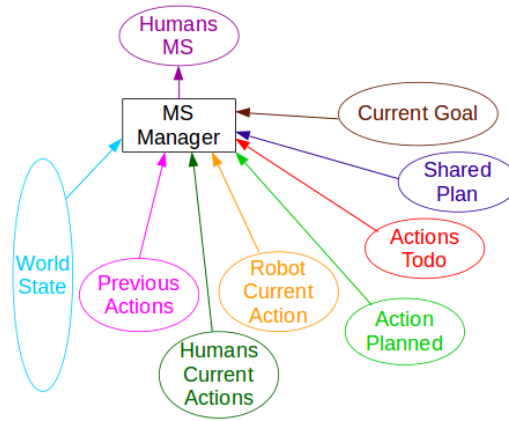 Humans
MS
MS
Manager
Current Goal
Shared
Plan
Actions
Todo
World
State
Previous
Actions
Robot
Current
Action
Action
Planned
Humans
Current
Actions